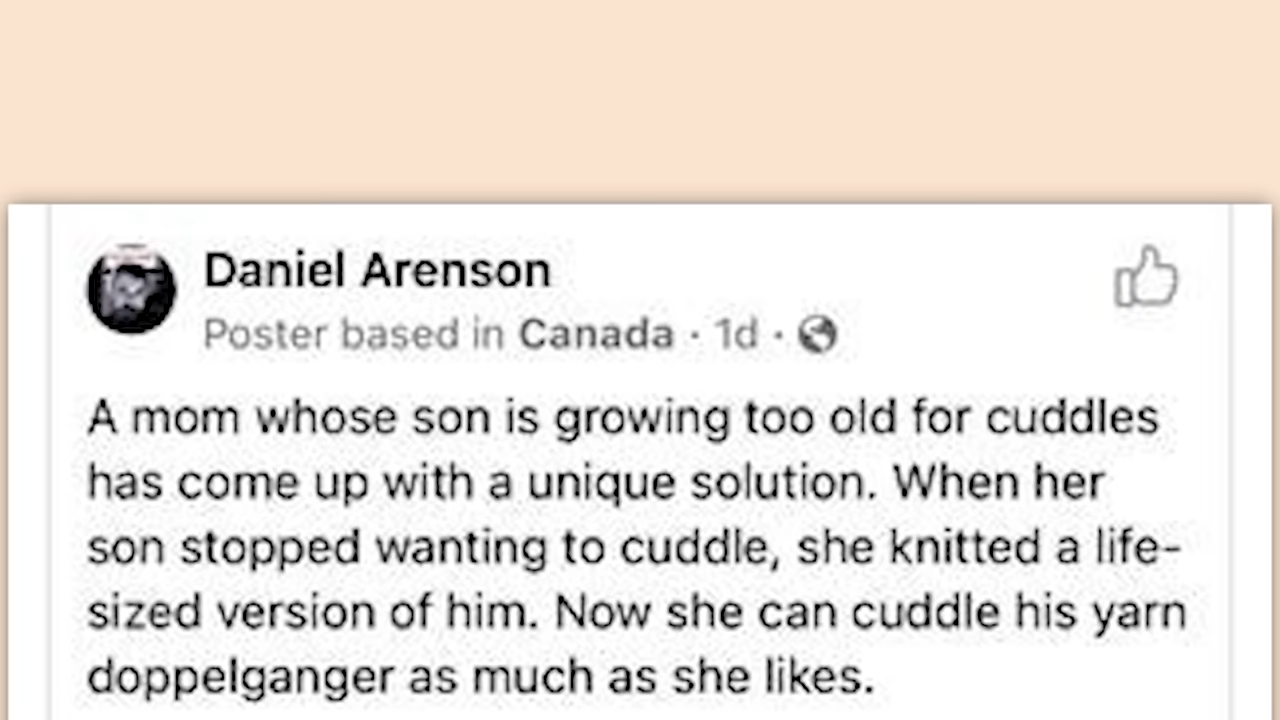 Daniel Arenson
Poster based in Canada · 1d ·
A mom whose son is growing too old for cuddles
has come up with a unique solution. When her
son stopped wanting to cuddle, she knitted a life-
sized version of him. Now she can cuddle his yarn
doppelganger as much as she likes.